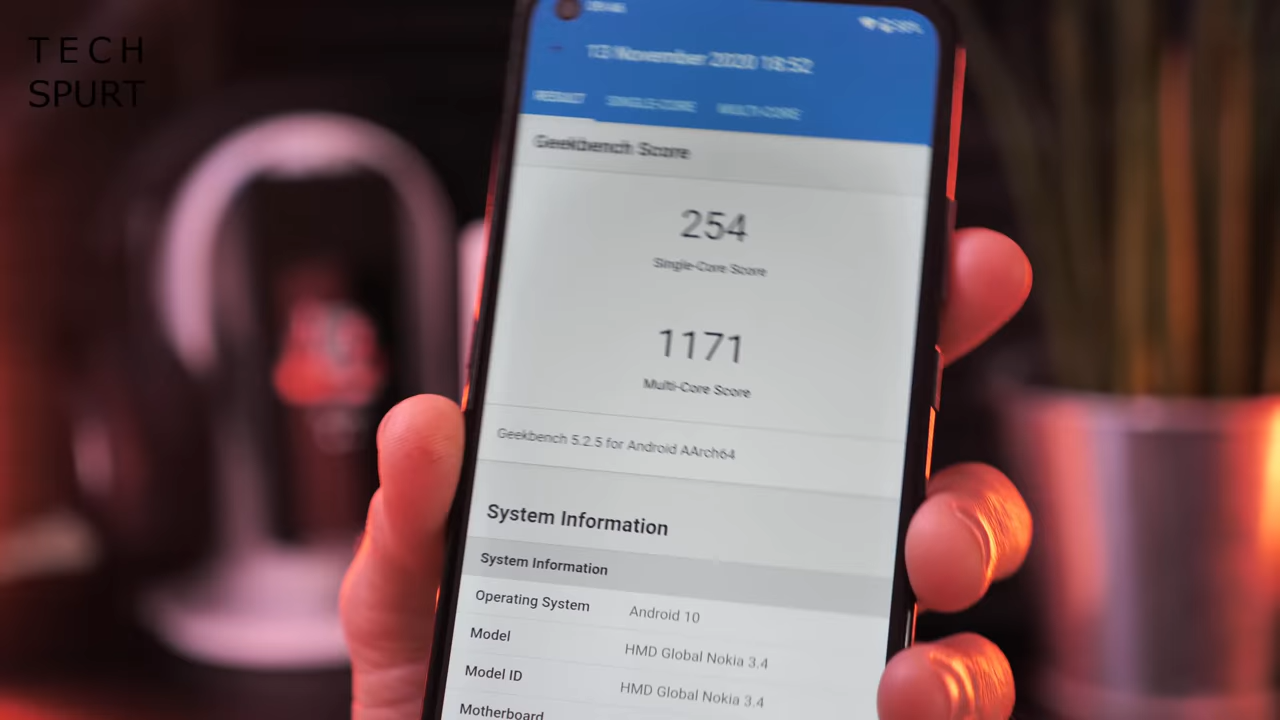 TECH
SPURT
13 November 2020 18:52
RESULT SINGLE-CORE MULTI-CORE
Geekbench Score
254
Single-Core Score
1171
Multi-Core Score
Geekbench 5.2.5 for Android AArch64
System Information
System Information
Operating System Android 10
Model HMD Global Nokia 3.4
Model ID HMD Global Nokia 3.4
Motherboard